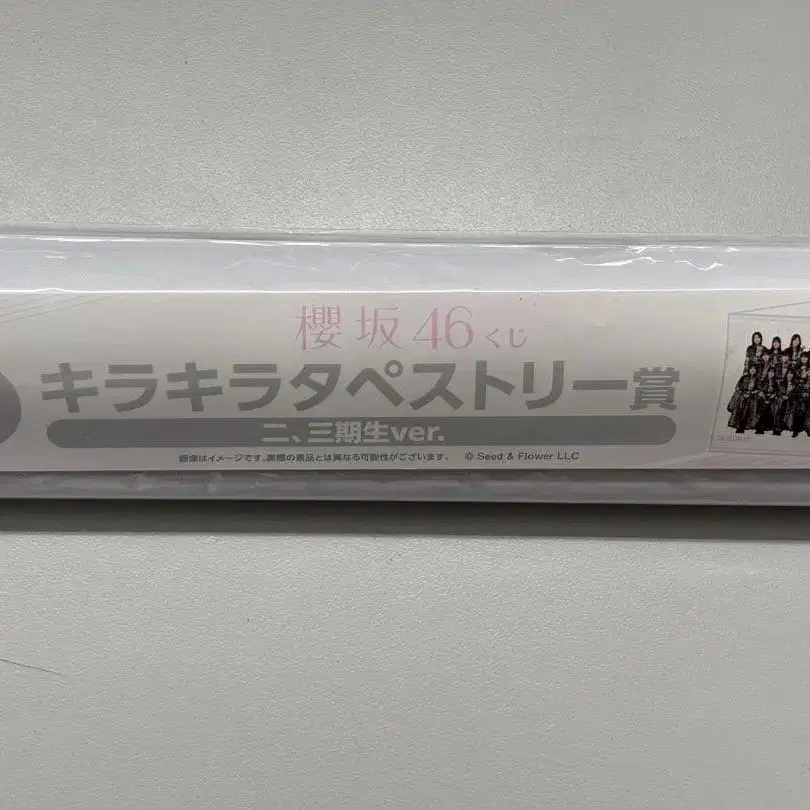 櫻坂46くじ
キラキラタペストリー賞
二、三期生ver.
画像はイメージです。実際の景品とは異なる可能性がございます。 © Seed & Flower LLC